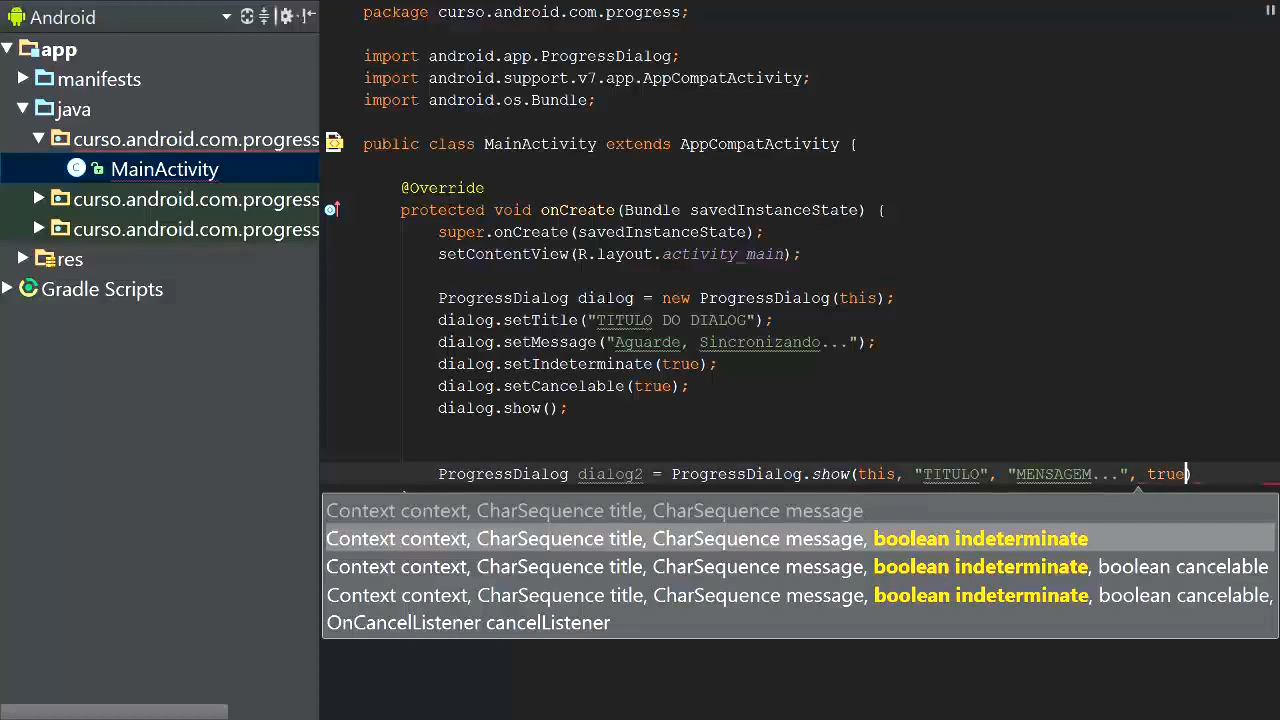 Android
app
manifests
java
curso.android.com.progress
MainActivity
curso.android.com.progress
curso.android.com.progress
res
Gradle Scripts
package curso.android.com.progress;
import android.app.ProgressDialog;
import android.support.v7.app.AppCompatActivity;
import android.os.Bundle;
public class MainActivity extends AppCompatActivity {
@Override
protected void onCreate(Bundle savedInstanceState) {
super.onCreate(savedInstanceState);
setContentView(R.layout.activity_main);
ProgressDialog dialog = new ProgressDialog(this);
dialog.setTitle("TITULO DO DIALOG");
dialog.setMessage("Aguarde, Sincronizando...");
dialog.setIndeterminate(true);
dialog.setCancelable(true);
dialog.show();
ProgressDialog dialog2 = ProgressDialog.show(this, "TITULO", "MENSAGEM...", true)
Context context, CharSequence title, CharSequence message
Context context, CharSequence title, CharSequence message, boolean indeterminate
Context context, CharSequence title, CharSequence message, boolean indeterminate, boolean cancelable
Context context, CharSequence title, CharSequence message, boolean indeterminate, boolean cancelable,
OnCancelListener cancelListener